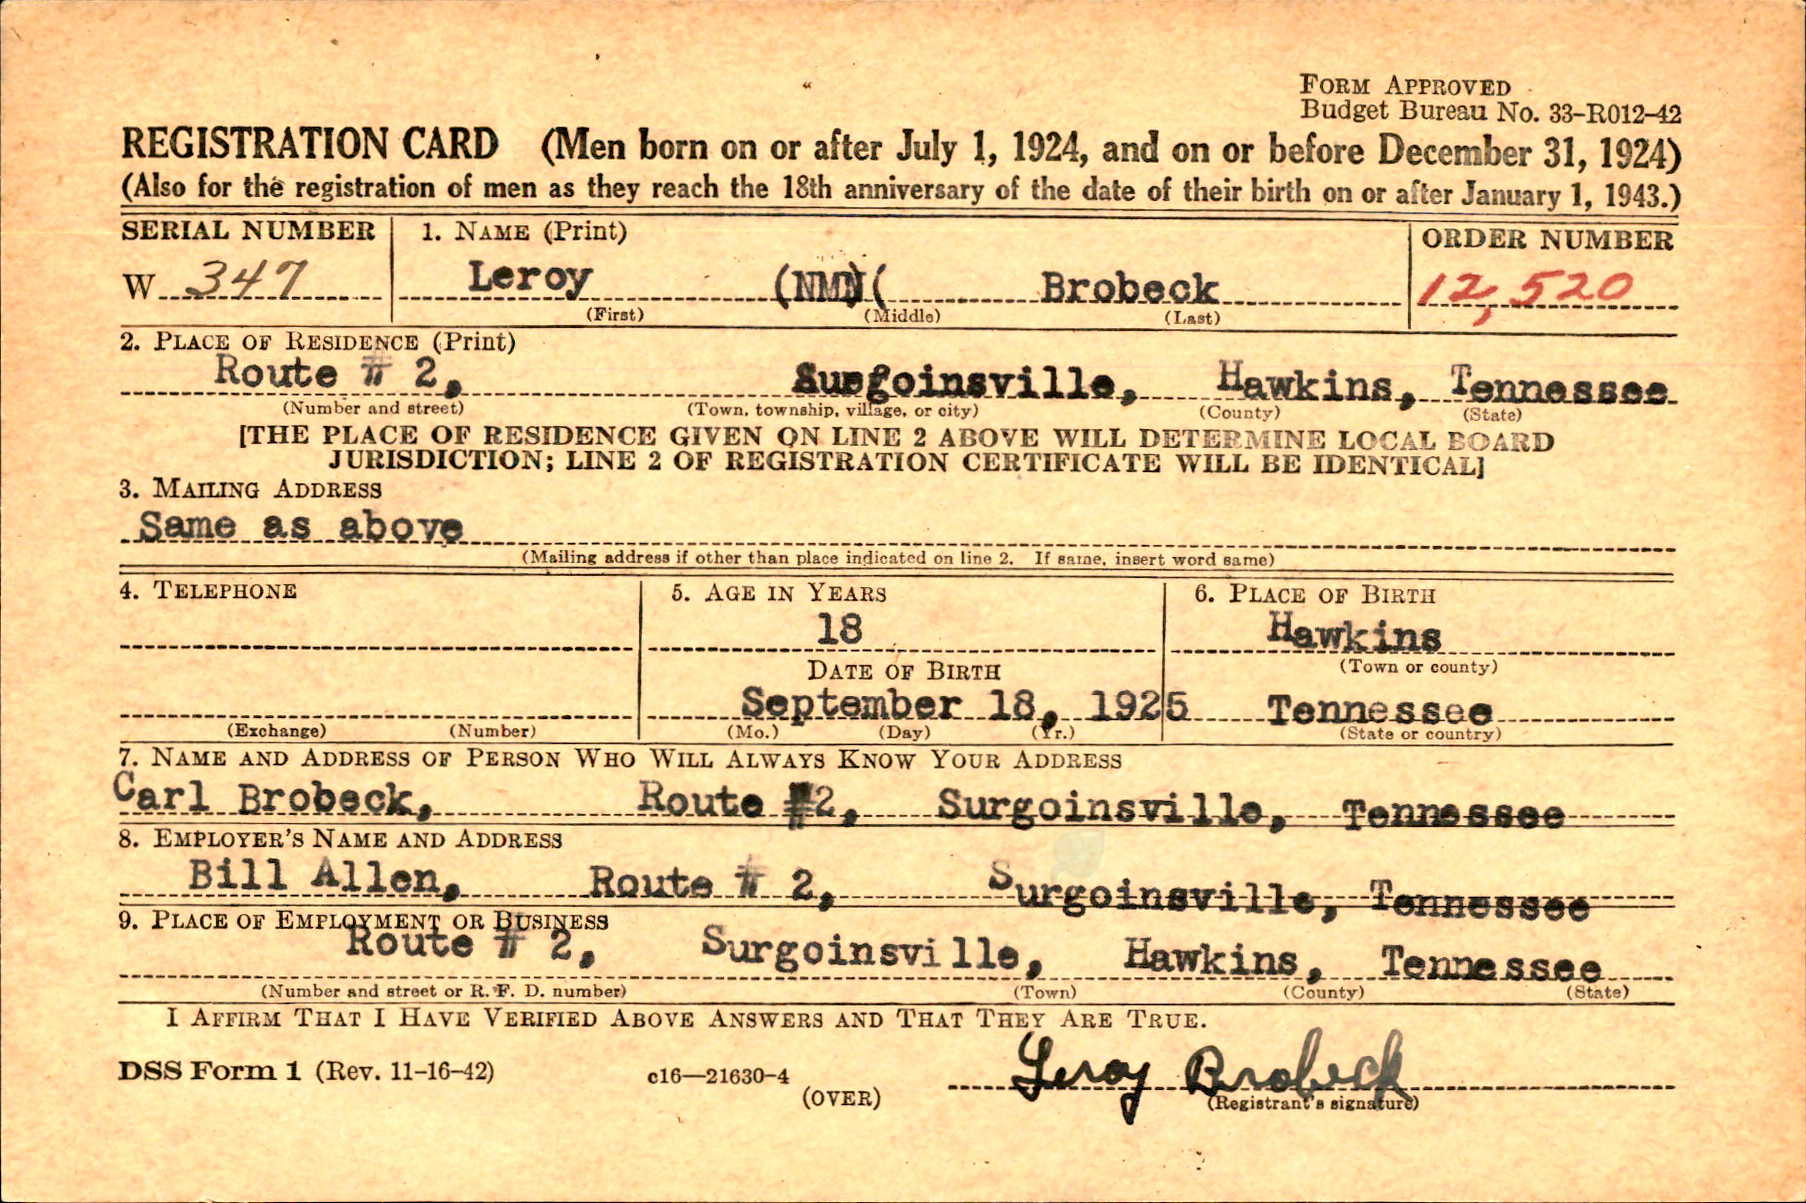 FORM APPROVED
Budget Bureau No. 33-R012-42
REGISTRATION CARD (Men born on or after July 1, 1924, and on or before December 31, 1924)
(Also for the registration of men as they reach the 18th anniversary of the date of their birth on or after January 1, 1943.)
SERIAL NUMBER 1. NAME (Print) ORDER NUMBER
W 347 Leroy (NMN( Brobeck 12,520
(First) (Middle) (Last)
2. PLACE OF RESIDENCE (Print)
Route # 2, Surgoinsville, Hawkins, Tennessee
(Number and street) (Town, township, village, or city) (County) (State)
[THE PLACE OF RESIDENCE GIVEN ON LINE 2 ABOVE WILL DETERMINE LOCAL BOARD
JURISDICTION; LINE 2 OF REGISTRATION CERTIFICATE WILL BE IDENTICAL]
3. MAILING ADDRESS
Same as above
(Mailing address if other than place indicated on line 2. If same, insert word same)
4. TELEPHONE 5. AGE IN YEARS 6. PLACE OF BIRTH
18 Hawkins
DATE OF BIRTH (Town or county)
September 18, 1925 Tennessee
(Exchange) (Number) (Mo.) (Day) (Yr.) (State or country)
7. NAME AND ADDRESS OF PERSON WHO WILL ALWAYS KNOW YOUR ADDRESS
Carl Brobeck, Route #2, Surgoinsville, Tennessee
8. EMPLOYER'S NAME AND ADDRESS
Bill Allen, Route # 2, Surgoinsville, Tennessee
9. PLACE OF EMPLOYMENT OR BUSINESS
Route # 2, Surgoinsville, Hawkins, Tennessee
(Number and street or R. F. D. number) (Town) (County) (State)
I AFFIRM THAT I HAVE VERIFIED ABOVE ANSWERS AND THAT THEY ARE TRUE.
DSS Form 1 (Rev. 11-16-42) c16—21630-4 Leroy Brobeck
(OVER) (Registrant's signature)